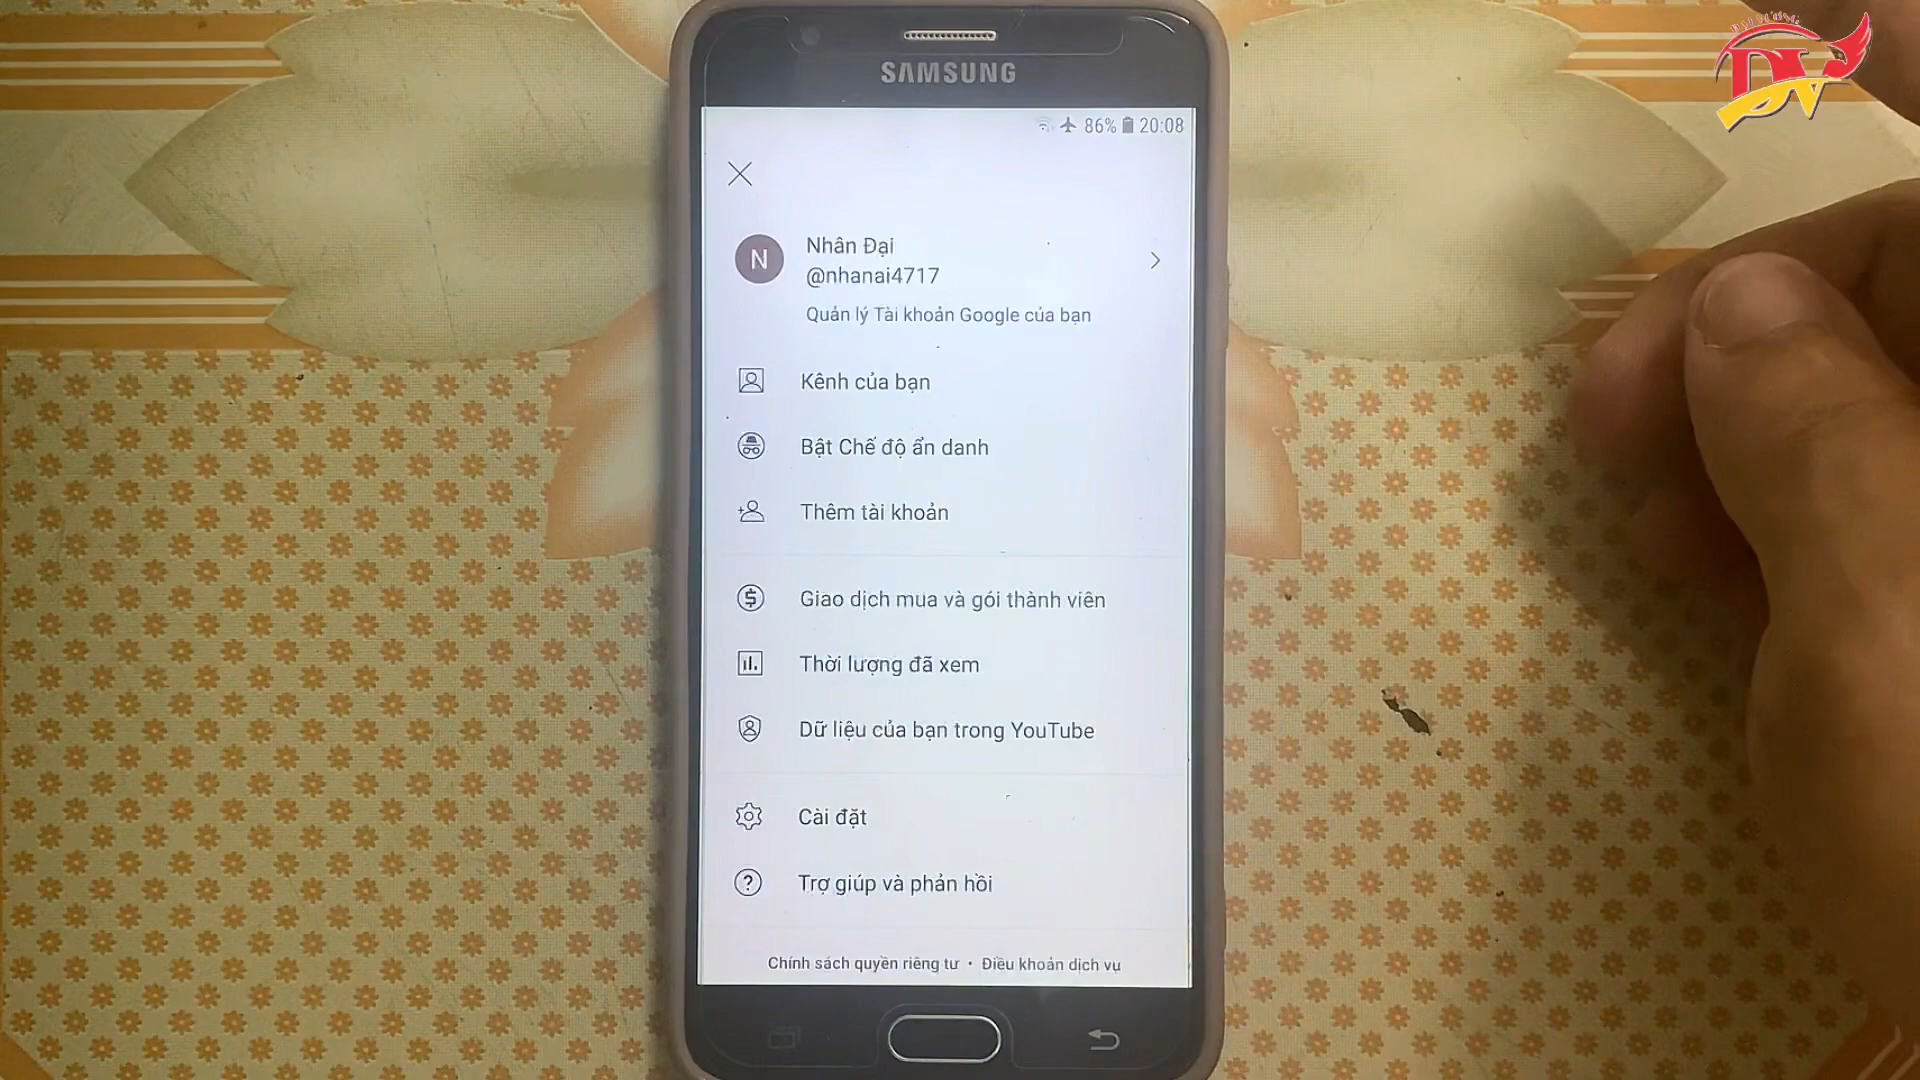 SAMSUNG
86% 20:08
N
Nhân Đại
@nhanai4717
Quản lý Tài khoản Google của bạn
Kênh của bạn
Bật Chế độ ẩn danh
Thêm tài khoản
Giao dịch mua và gói thành viên
Thời lượng đã xem
Dữ liệu của bạn trong YouTube
Cài đặt
Trợ giúp và phản hồi
Chính sách quyền riêng tư • Điều khoản dịch vụ